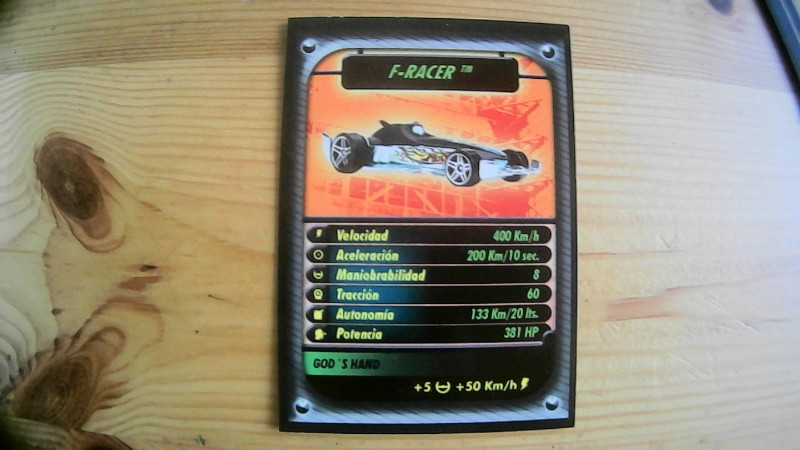 F-RACER™
Velocidad 400 Km/h
Aceleración 200 Km/10 sec.
Maniobrabilidad 8
Tracción 60
Autonomía 133 Km/20 lts.
Potencia 381 HP
GOD´S HAND
+5 +50 Km/h